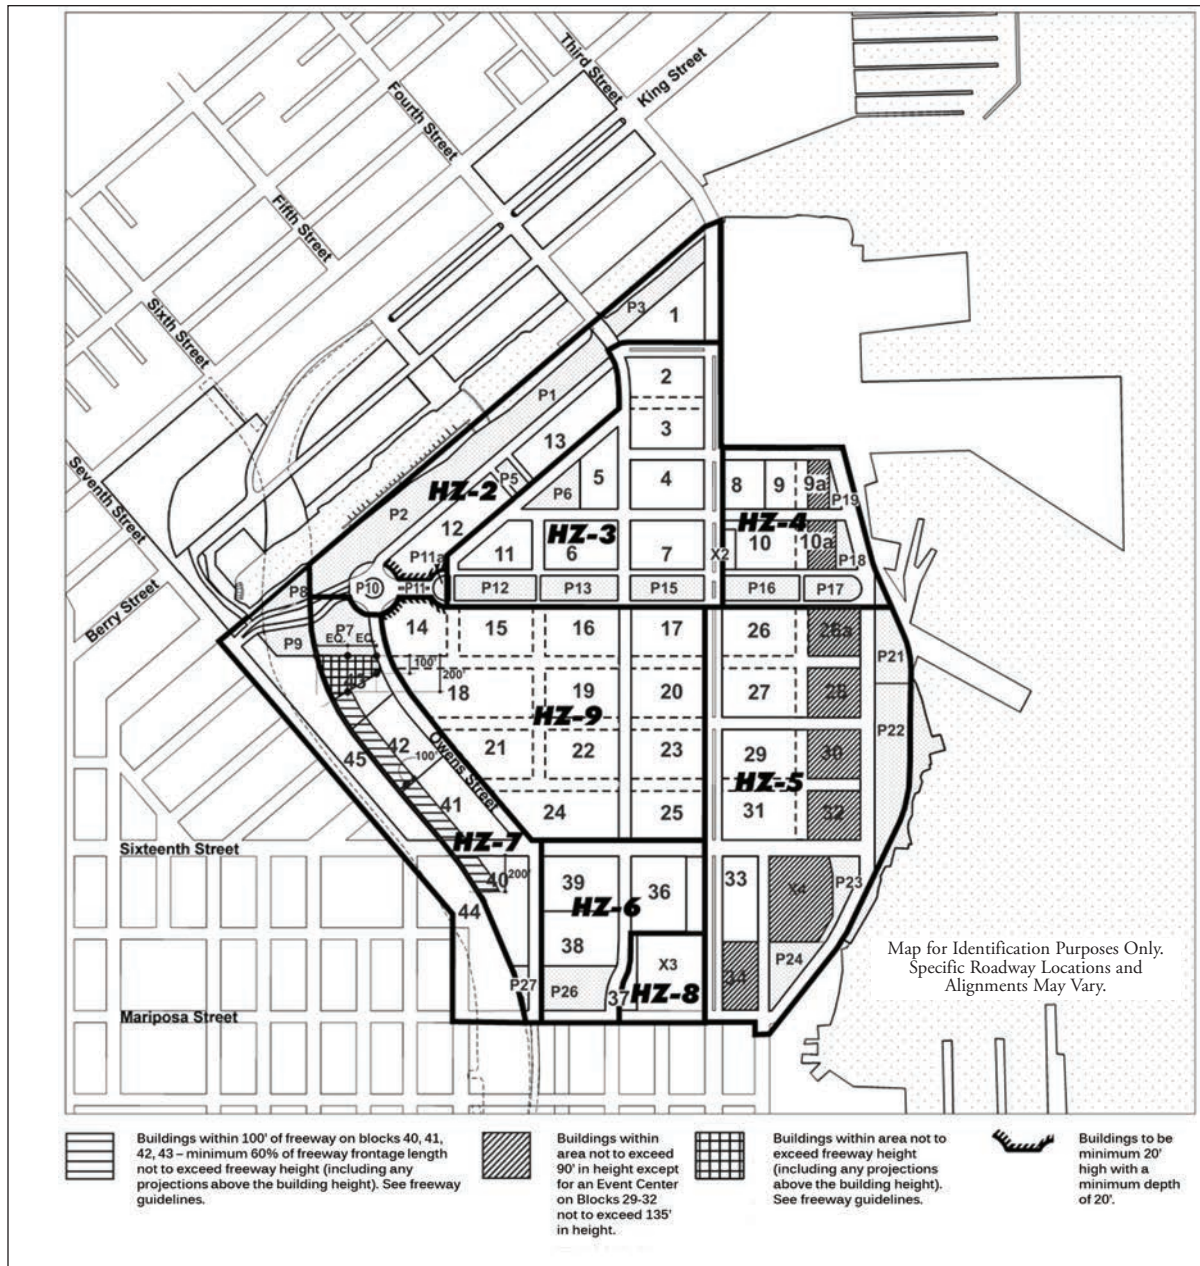 Third Street
King Street
Fourth Street
Fifth Street
Sixth Street
Seventh Street
Berry Street
P3
1
2
P1
3
13
P5
P6
5
4
8
9
9a
P19
HZ-2
P2
12
HZ-3
HZ-4
P11a
11
6
7
X2
10
10a
P18
P8
P10
P11
P12
P13
P15
P16
P17
P7
14
15
16
17
26
26a
P9
EQ. EQ.
P21
100'
200'
43
18
19
20
27
28
HZ-9
P22
42
Owens Street
21
22
23
29
30
45
100'
HZ-5
41
24
25
31
32
Sixteenth Street
HZ-7
40
200'
39
36
33
X4
P23
44
HZ-6
38
Map for Identification Purposes Only.
Specific Roadway Locations and
Alignments May Vary.
X3
P24
34
P27
P26
37
HZ-8
Mariposa Street
Buildings within 100' of freeway on blocks 40, 41,
42, 43 – minimum 60% of freeway frontage length
not to exceed freeway height (including any
projections above the building height). See freeway
guidelines.
Buildings within
area not to exceed
90' in height except
for an Event Center
on Blocks 29-32
not to exceed 135'
in height.
Buildings within area not to
exceed freeway height
(including any projections
above the building height).
See freeway guidelines.
Buildings to be
minimum 20'
high with a
minimum depth
of 20'.